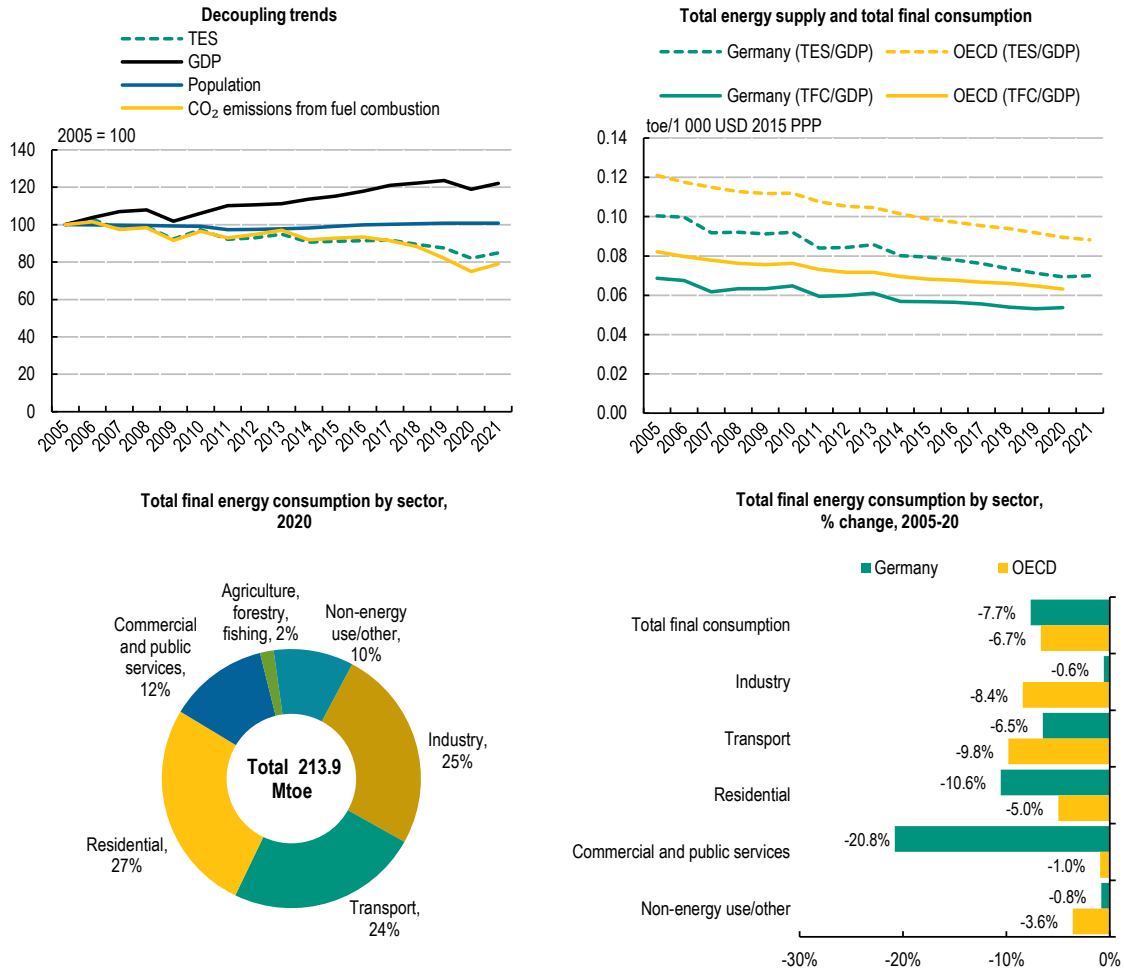 Decoupling trends
TES
GDP
Population
CO₂ emissions from fuel combustion
2005 = 100
140
120
100
80
60
40
20
0
2005
2006
2007
2008
2009
2010
2011
2012
2013
2014
2015
2016
2017
2018
2019
2020
2021
Total energy supply and total final consumption
Germany (TES/GDP)
OECD (TES/GDP)
Germany (TFC/GDP)
OECD (TFC/GDP)
toe/1 000 USD 2015 PPP
0.14
0.12
0.10
0.08
0.06
0.04
0.02
0.00
2005
2006
2007
2008
2009
2010
2011
2012
2013
2014
2015
2016
2017
2018
2019
2020
2021
Total final energy consumption by sector,
2020
Agriculture,
forestry,
fishing, 2%
Non-energy
use/other,
10%
Commercial
and public
services,
12%
Industry,
25%
Total 213.9
Mtoe
Residential,
27%
Transport,
24%
Total final energy consumption by sector,
% change, 2005-20
Germany
OECD
Total final consumption
-7.7%
-6.7%
Industry
-0.6%
-8.4%
Transport
-6.5%
-9.8%
Residential
-10.6%
-5.0%
Commercial and public services
-20.8%
-1.0%
Non-energy use/other
-0.8%
-3.6%
-30%
-20%
-10%
0%